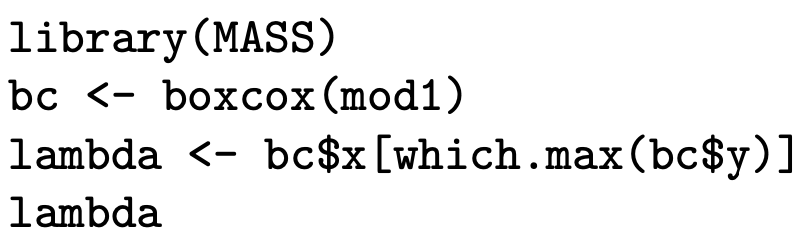 library(MASS)
bc <- boxcox(mod1)
lambda <- bc$x[which.max(bc$y)]
lambda